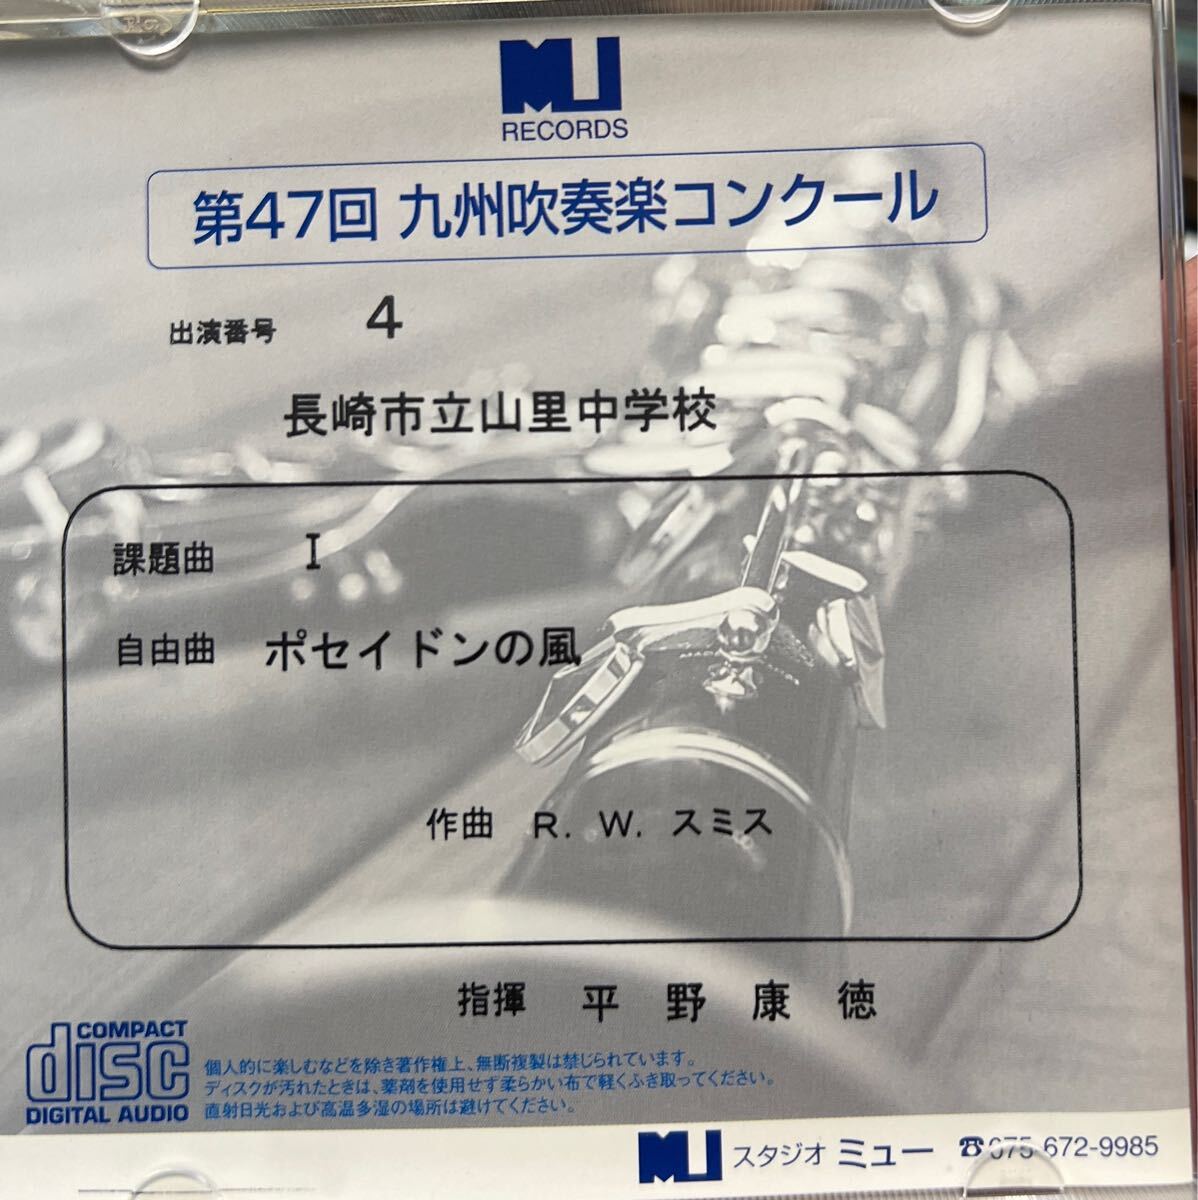 MU
RECORDS
第47回 九州吹奏楽コンクール
出演番号 4
長崎市立山里中学校
課題曲 I
自由曲 ポセイドンの風
作曲 R. W. スミス
指揮 平野康徳
COMPACT
disc
DIGITAL AUDIO
個人的に楽しむなどを除き著作権上、無断複製は禁じられています。
ディスクが汚れたときは、薬剤を使用せず柔らかい布で軽くふき取ってください。
直射日光および高温多湿の場所は避けてください。
MU スタジオ ミュー ☎075-672-9985